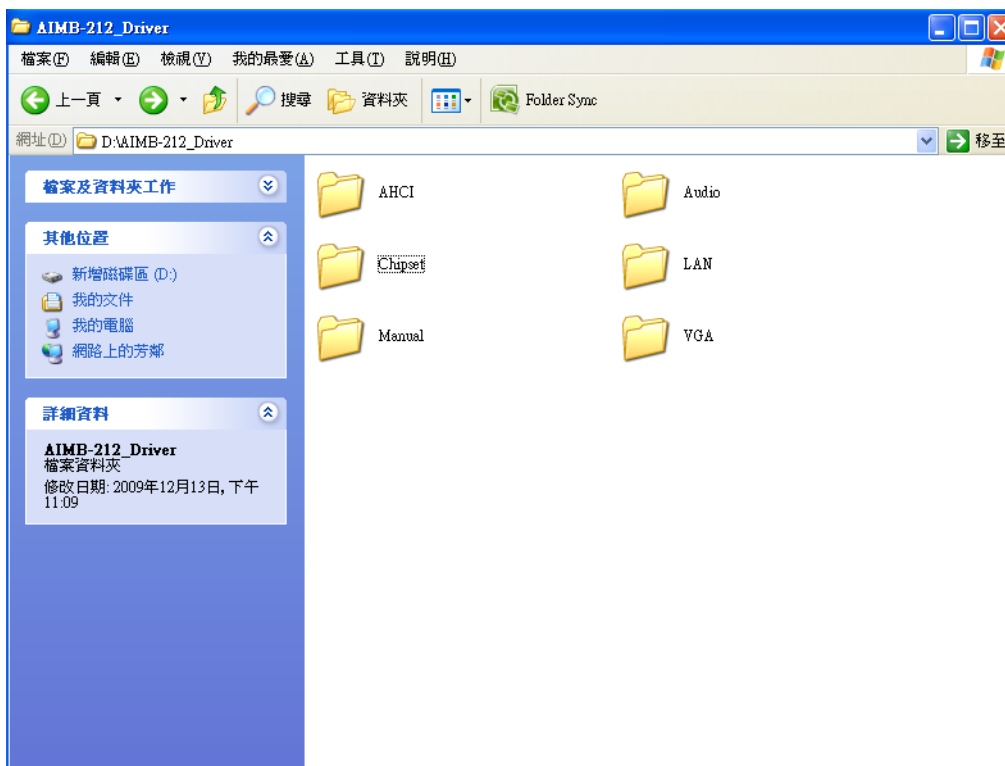 AIMB-212_Driver
檔案(F) 編輯(E) 檢視(V) 我的最愛(A) 工具(T) 說明(H)
上一頁 搜尋 資料夾 Folder Sync
網址(D) D:\AIMB-212_Driver 移至
檔案及資料夾工作
其他位置
新增磁碟區 (D:)
我的文件
我的電腦
網路上的芳鄰
詳細資料
AIMB-212_Driver
檔案資料夾
修改日期: 2009年12月13日, 下午
11:09
AHCI Audio
Chipset LAN
Manual VGA